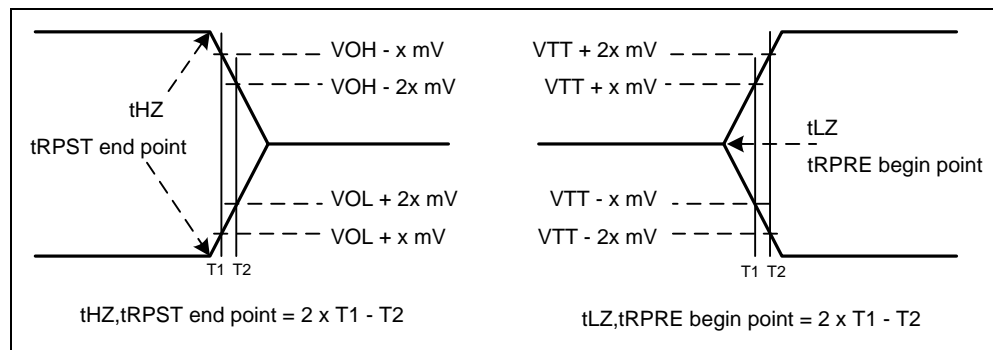 VOH - x mV
VOH - 2x mV
tHZ
tRPST end point
VOL + 2x mV
VOL + x mV
T1 T2
tHZ,tRPST end point = 2 x T1 - T2
VTT + 2x mV
VTT + x mV
tLZ
tRPRE begin point
VTT - x mV
VTT - 2x mV
T1 T2
tLZ,tRPRE begin point = 2 x T1 - T2